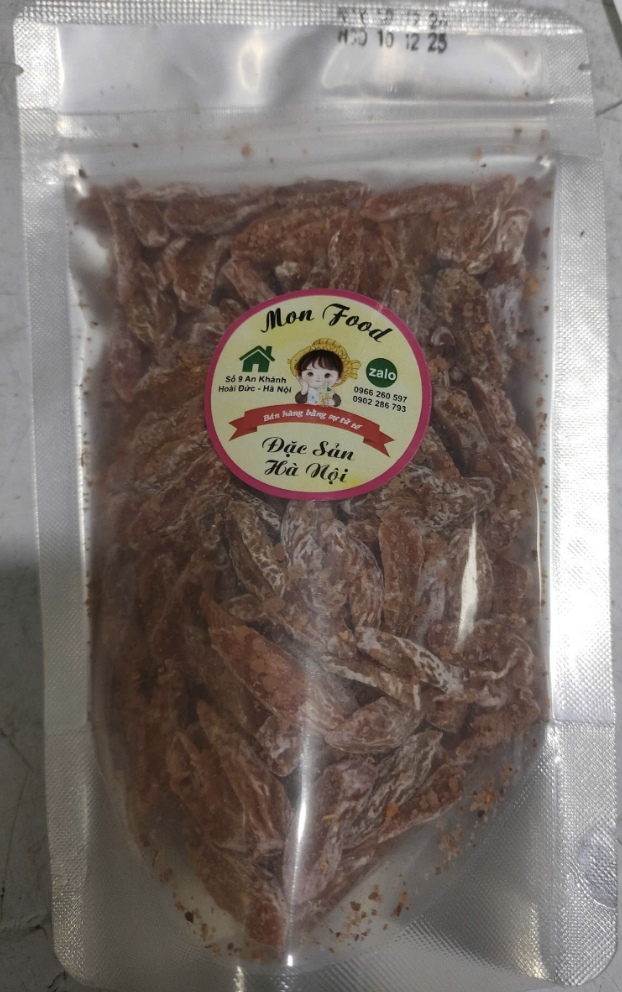 HSD 10 12 25
Mon Food
Số 9 An Khánh
Hoài Đức - Hà Nội
zalo
0966 260 597
0902 286 793
Bán hàng bằng sự tử tế
Đặc Sản
Hà Nội